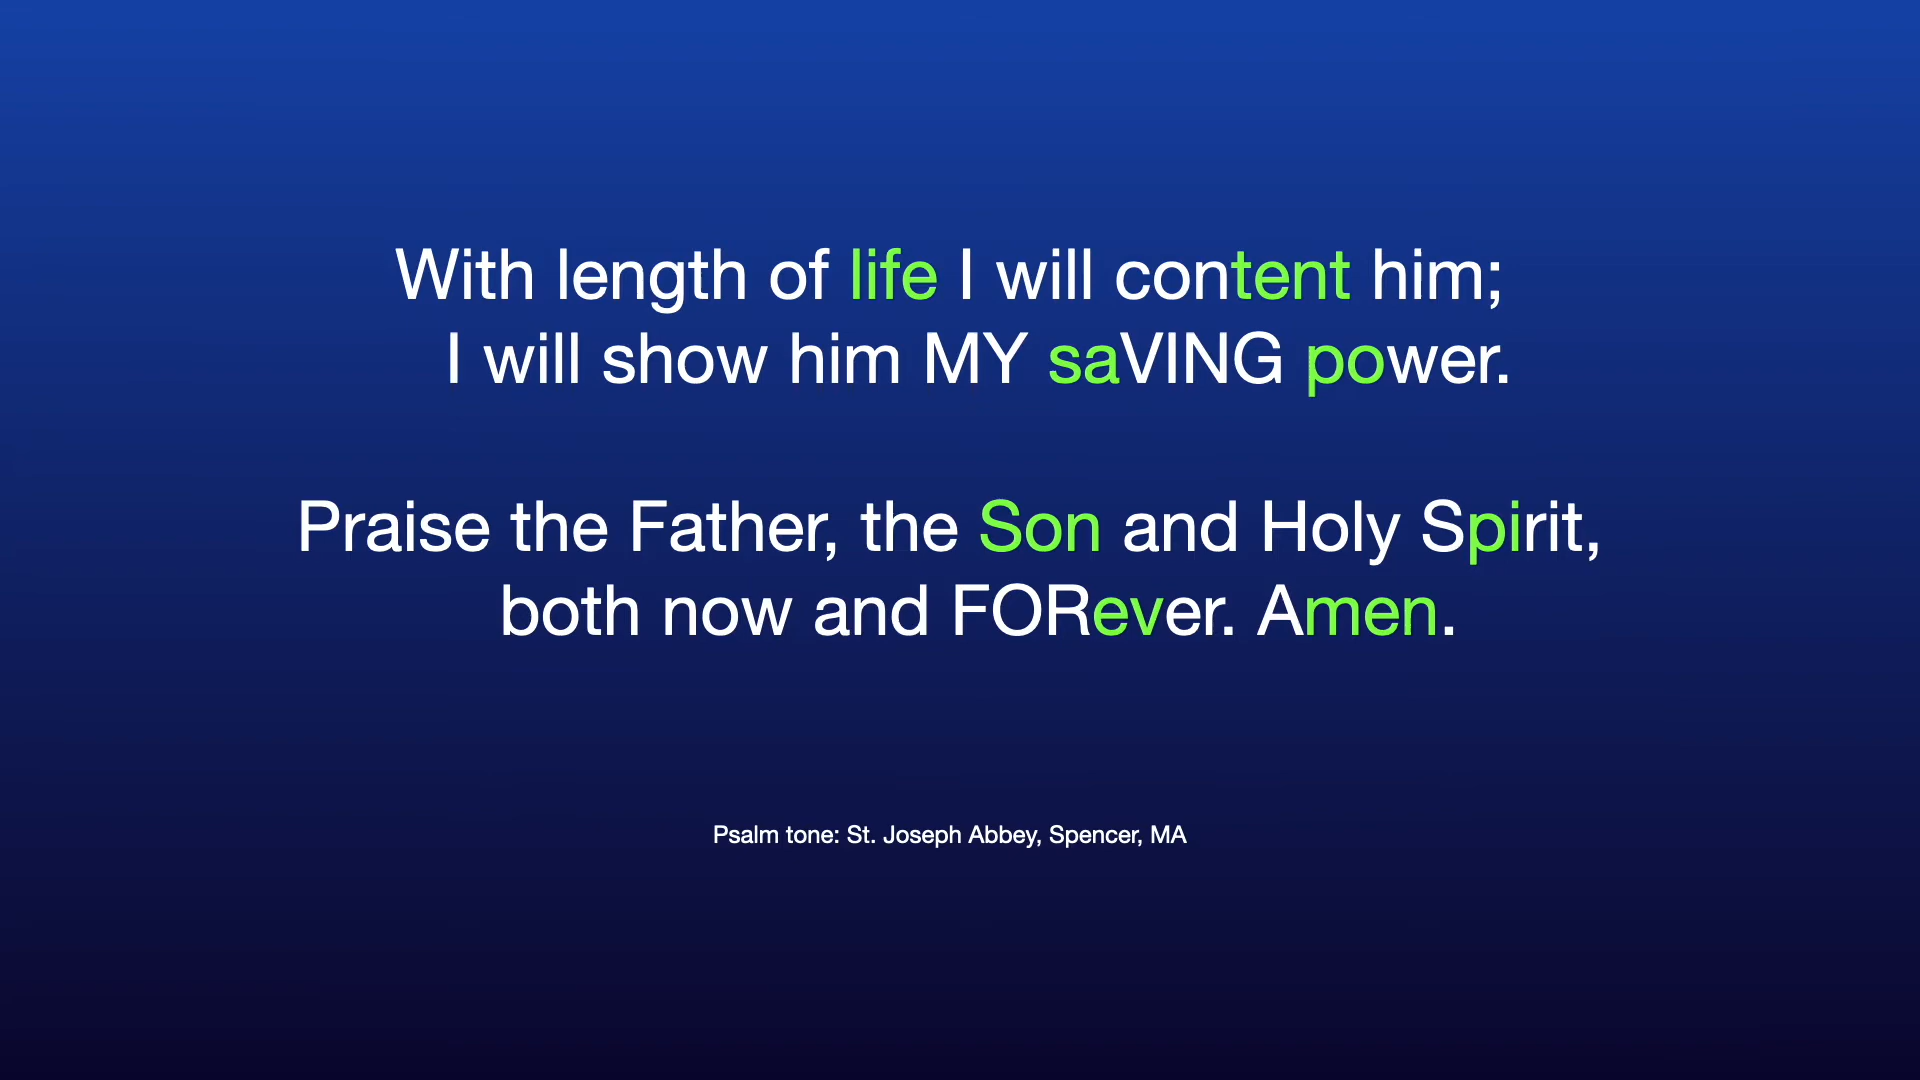 With length of life I will content him;
I will show him MY saVING power.
Praise the Father, the Son and Holy Spirit,
both now and FORever. Amen.
Psalm tone: St. Joseph Abbey, Spencer, MA